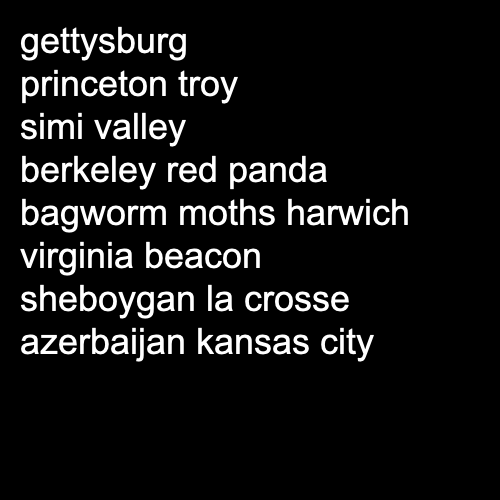 gettysburg
princeton troy
simi valley
berkeley red panda
bagworm moths harwich
virginia beacon
sheboygan la crosse
azerbaijan kansas city